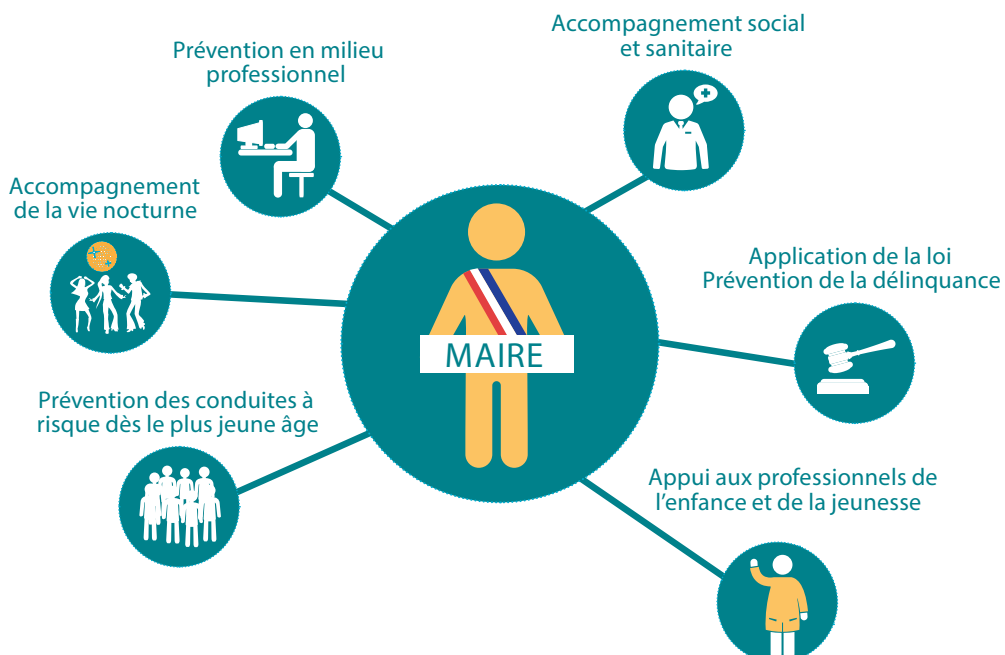 Accompagnement social
et sanitaire
Prévention en milieu
professionnel
Accompagnement
de la vie nocturne
Application de la loi
Prévention de la délinquance
MAIRE
Prévention des conduites à
risque dès le plus jeune âge
Appui aux professionnels de
l'enfance et de la jeunesse